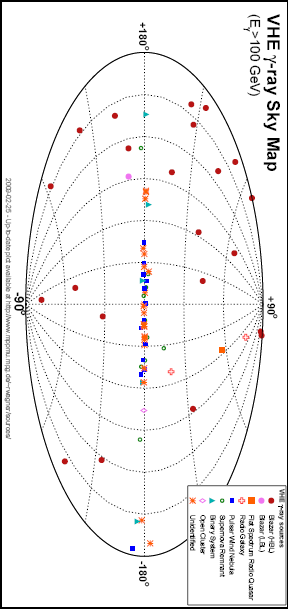 VHE γ-ray Sky Map
(Eγ > 100 GeV)
+180°
+90°
-90°
-180°
VHE γ-ray sources
Blazar (HBL)
Blazar (LBL)
Flat Spectrum Radio Quasar
Radio Galaxy
Pulsar Wind Nebula
Supernova Remnant
Binary System
Open Cluster
Unidentified
2009-02-25 - Up-to-date plot available at http://www.mppmu.mpg.de/~rwagner/sources/